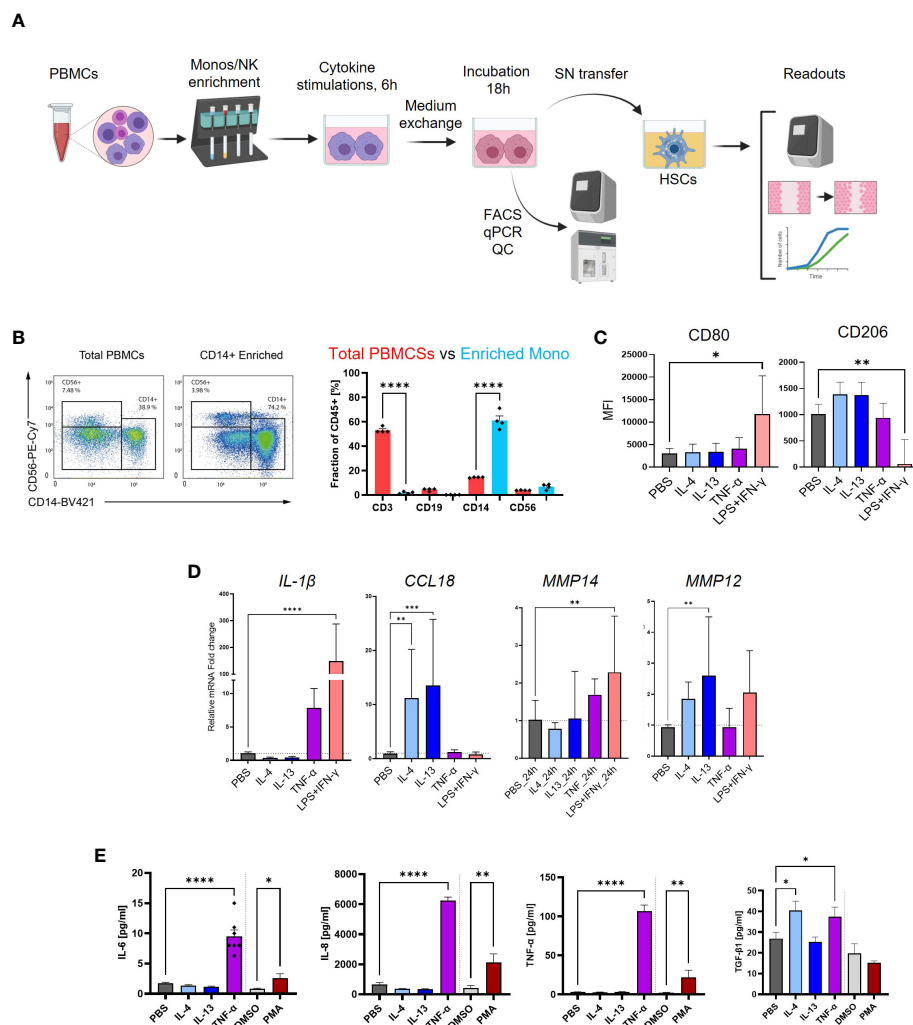 A
PBMCs
Monos/NK
enrichment
Cytokine
stimulations, 6h
Medium
exchange
Incubation
18h
SN transfer
FACS
qPCR
QC
HSCs
Readouts
Number of cells
Time
B
Total PBMCs
CD14+ Enriched
CD56+
7.48 %
CD14+
38.9 %
CD56+
3.98 %
CD14+
74.2 %
CD56-PE-Cy7
CD14-BV421
Total PBMCSs vs Enriched Mono
Fraction of CD45+ [%]
100
80
60
40
20
0
**** ****
CD3 CD19 CD14 CD56
C
CD80
MFI
25000
20000
15000
10000
5000
0
*
PBS IL-4 IL-13 TNF-α LPS+IFN-γ
CD206
2000
1500
1000
500
0
**
PBS IL-4 IL-13 TNF-α LPS+IFN-γ
D
IL-1β
Relative mRNA Fold change
400
300
200
100
10
5
1
0
****
PBS IL-4 IL-13 TNF-α LPS+IFN-γ
CCL18
30
20
10
0
***
**
PBS IL-4 IL-13 TNF-α LPS+IFN-γ
MMP14
4
3
2
1
0
**
PBS_24h IL4_24h IL13_24h TNF_24h LPS+IFNγ_24h
MMP12
5
4
3
2
1
0
**
PBS IL-4 IL-13 TNF-α LPS+IFN-γ
E
IL-6 [pg/ml]
20
15
10
5
0
**** *
PBS IL-4 IL-13 TNF-α DMSO PMA
IL-8 [pg/ml]
8000
6000
4000
2000
0
**** **
PBS IL-4 IL-13 TNF-α DMSO PMA
TNF-α [pg/ml]
150
100
50
0
**** **
PBS IL-4 IL-13 TNF-α DMSO PMA
TGF-β1 [pg/ml]
50
40
30
20
10
0
*
*
PBS IL-4 IL-13 TNF-α DMSO PMA